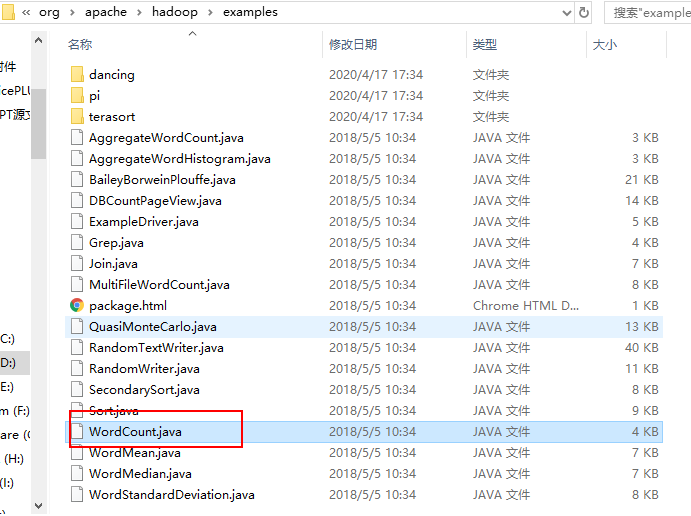 « org > apache > hadoop > examples 搜索"example
名称 修改日期 类型 大小
dancing 2020/4/17 17:34 文件夹
pi 2020/4/17 17:34 文件夹
terasort 2020/4/17 17:34 文件夹
AggregateWordCount.java 2018/5/5 10:34 JAVA 文件 3 KB
AggregateWordHistogram.java 2018/5/5 10:34 JAVA 文件 3 KB
BaileyBorweinPlouffe.java 2018/5/5 10:34 JAVA 文件 21 KB
DBCountPageView.java 2018/5/5 10:34 JAVA 文件 14 KB
ExampleDriver.java 2018/5/5 10:34 JAVA 文件 5 KB
Grep.java 2018/5/5 10:34 JAVA 文件 4 KB
Join.java 2018/5/5 10:34 JAVA 文件 7 KB
MultiFileWordCount.java 2018/5/5 10:34 JAVA 文件 8 KB
package.html 2018/5/5 10:34 Chrome HTML D... 1 KB
QuasiMonteCarlo.java 2018/5/5 10:34 JAVA 文件 13 KB
RandomTextWriter.java 2018/5/5 10:34 JAVA 文件 40 KB
RandomWriter.java 2018/5/5 10:34 JAVA 文件 11 KB
SecondarySort.java 2018/5/5 10:34 JAVA 文件 8 KB
Sort.java 2018/5/5 10:34 JAVA 文件 9 KB
WordCount.java 2018/5/5 10:34 JAVA 文件 4 KB
WordMean.java 2018/5/5 10:34 JAVA 文件 7 KB
WordMedian.java 2018/5/5 10:34 JAVA 文件 7 KB
WordStandardDeviation.java 2018/5/5 10:34 JAVA 文件 8 KB
附件
icePLU
PT源文
C:)
D:)
E:)
m (F:)
are (G
(H:)
(I:)